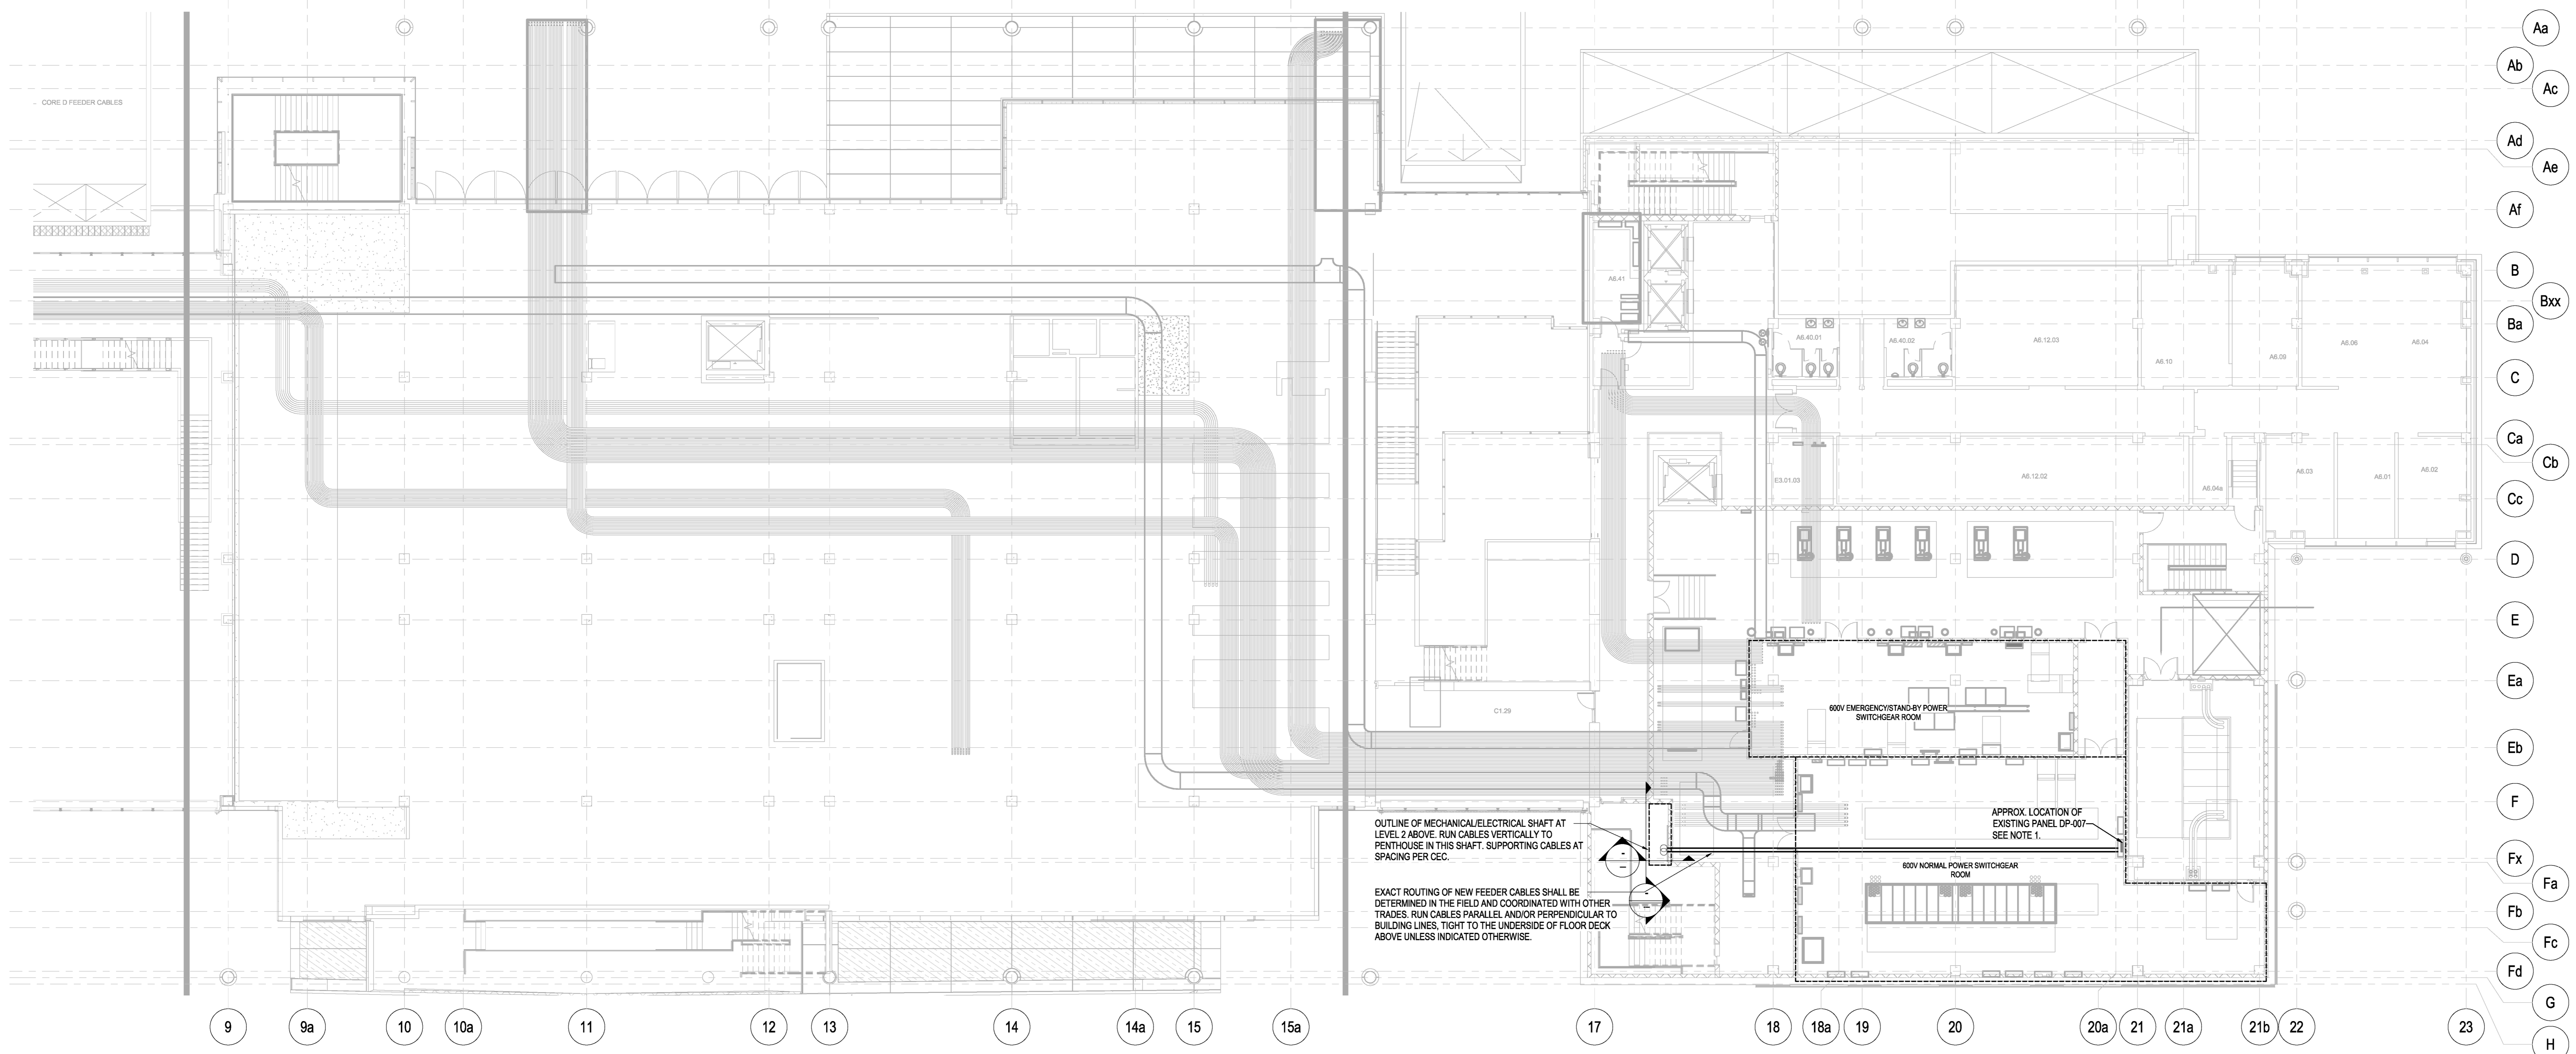 Aa
Ab
Ac
CORE D FEEDER CABLES
Ad
Ae
Af
B
A6.41
Bxx
Ba
A6.40.01
A6.40.02
A6.12.03
A6.10
A6.09
A6.06
A6.04
C
Ca
Cb
E3.01.03
A6.12.02
A6.04a
A6.03
A6.01
A6.02
Cc
D
E
Ea
C1.29
600V EMERGENCY/STAND-BY POWER
SWITCHGEAR ROOM
Eb
F
OUTLINE OF MECHANICAL/ELECTRICAL SHAFT AT
LEVEL 2 ABOVE. RUN CABLES VERTICALLY TO
PENTHOUSE IN THIS SHAFT. SUPPORTING CABLES AT
SPACING PER CEC.
APPROX. LOCATION OF
EXISTING PANEL DP-007
SEE NOTE 1.
Fx
600V NORMAL POWER SWITCHGEAR
ROOM
Fa
EXACT ROUTING OF NEW FEEDER CABLES SHALL BE
DETERMINED IN THE FIELD AND COORDINATED WITH OTHER
TRADES. RUN CABLES PARALLEL AND/OR PERPENDICULAR TO
BUILDING LINES, TIGHT TO THE UNDERSIDE OF FLOOR DECK
ABOVE UNLESS INDICATED OTHERWISE.
Fb
Fc
Fd
G
9
9a
10
10a
11
12
13
14
14a
15
15a
17
18
18a
19
20
20a
21
21a
21b
22
23
H